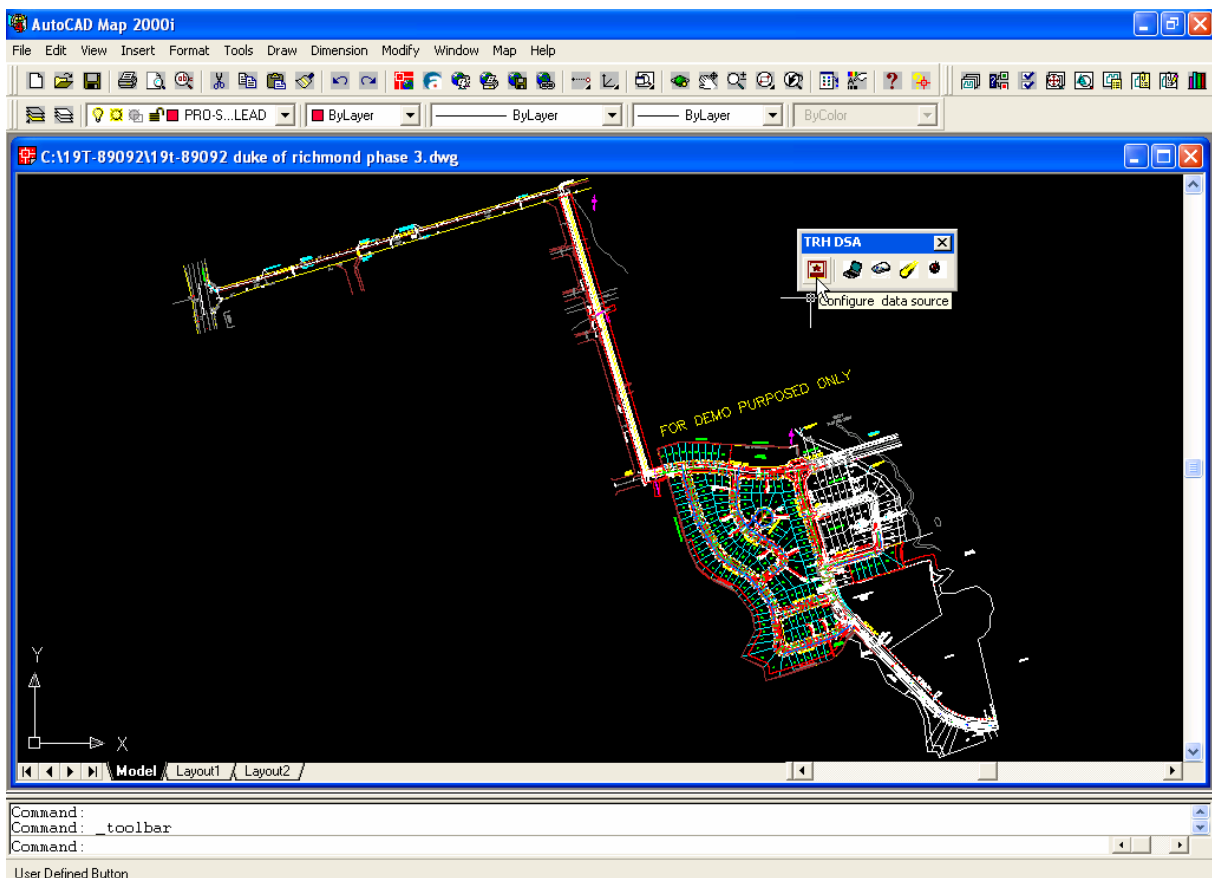 AutoCAD Map 2000i
File Edit View Insert Format Tools Draw Dimension Modify Window Map Help
PRO-S...LEAD ByLayer ByLayer ByLayer ByColor
C:\19T-89092\19t-89092 duke of richmond phase 3.dwg
TRH DSA
Configure data source
FOR DEMO PURPOSED ONLY
Y
X
Model Layout1 Layout2
Command:
Command: _toolbar
Command:
User Defined Button